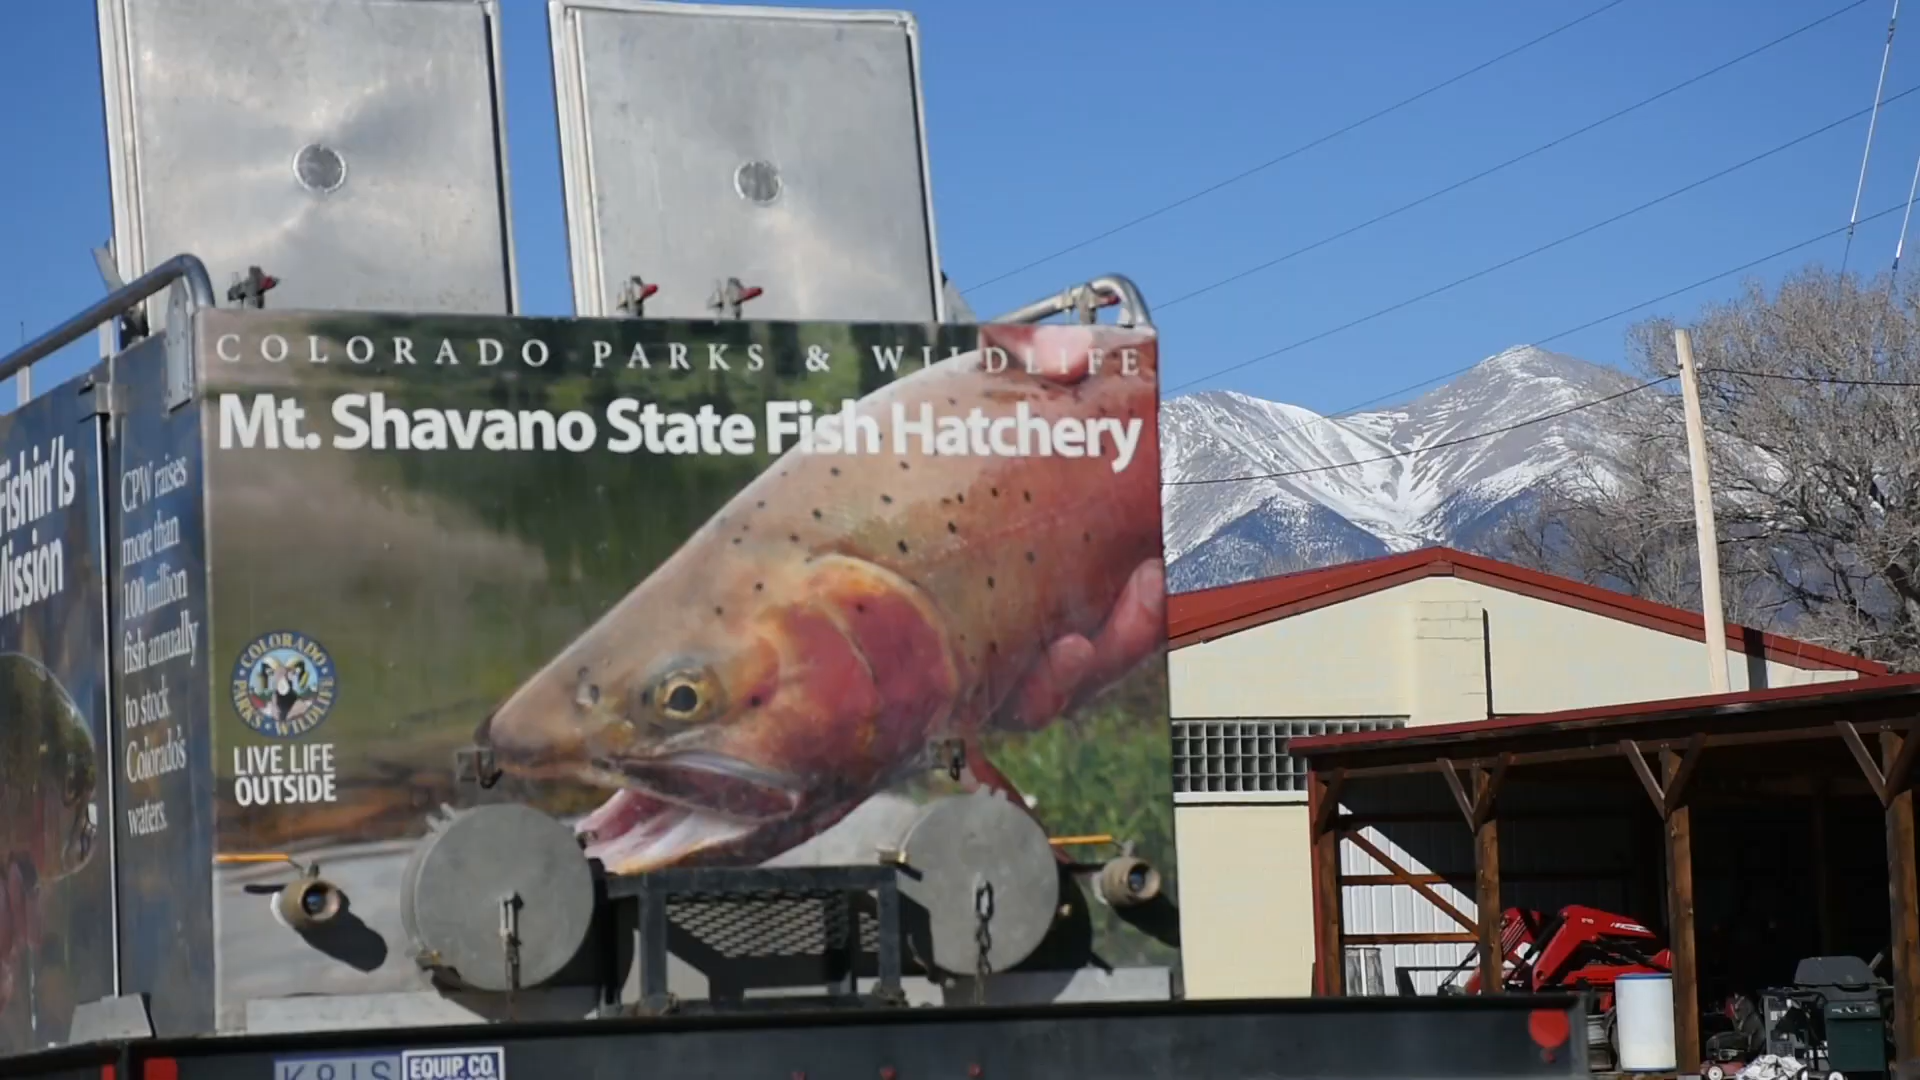 COLORADO PARKS & WILDLIFE
Mt. Shavano State Fish Hatchery
Fishin' Is
Mission
CPW raises
more than
100 million
fish annually
to stock
Colorado's
waters.
COLORADO
PARKS & WILDLIFE
LIVE LIFE
OUTSIDE
EQUIP. CO.